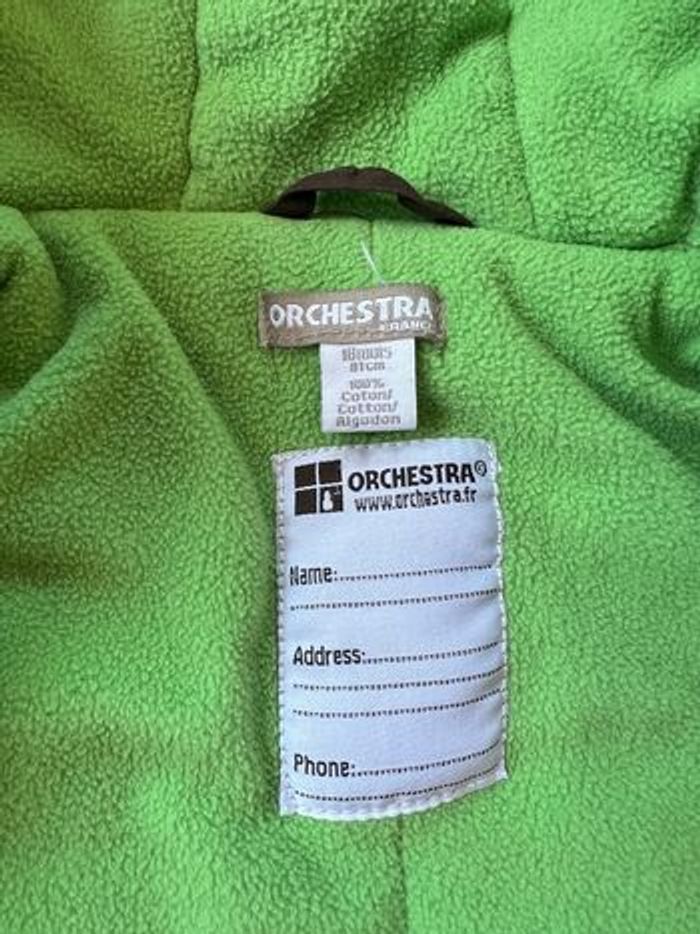 ORCHESTRA
FRANCE
18mois
81cm
100%
Coton/
Cotton/
Algodon
ORCHESTRA©
www.orchestra.fr
Name:
Address:
Phone: